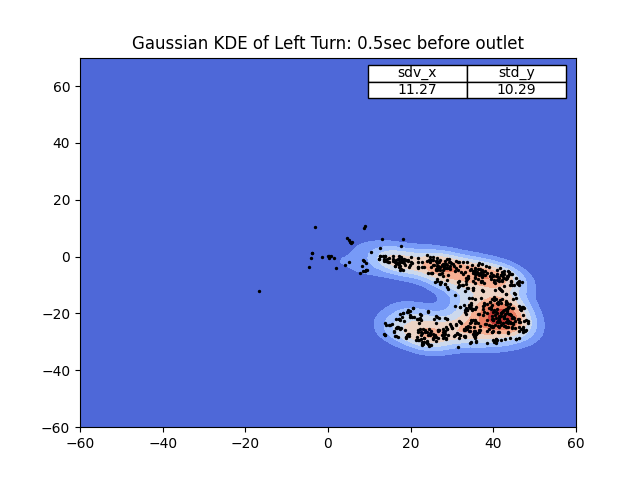 Gaussian KDE of Left Turn: 0.5sec before outlet
sdv_x std_y
11.27 10.29
60
40
20
0
−20
−40
−60
−60 −40 −20 0 20 40 60